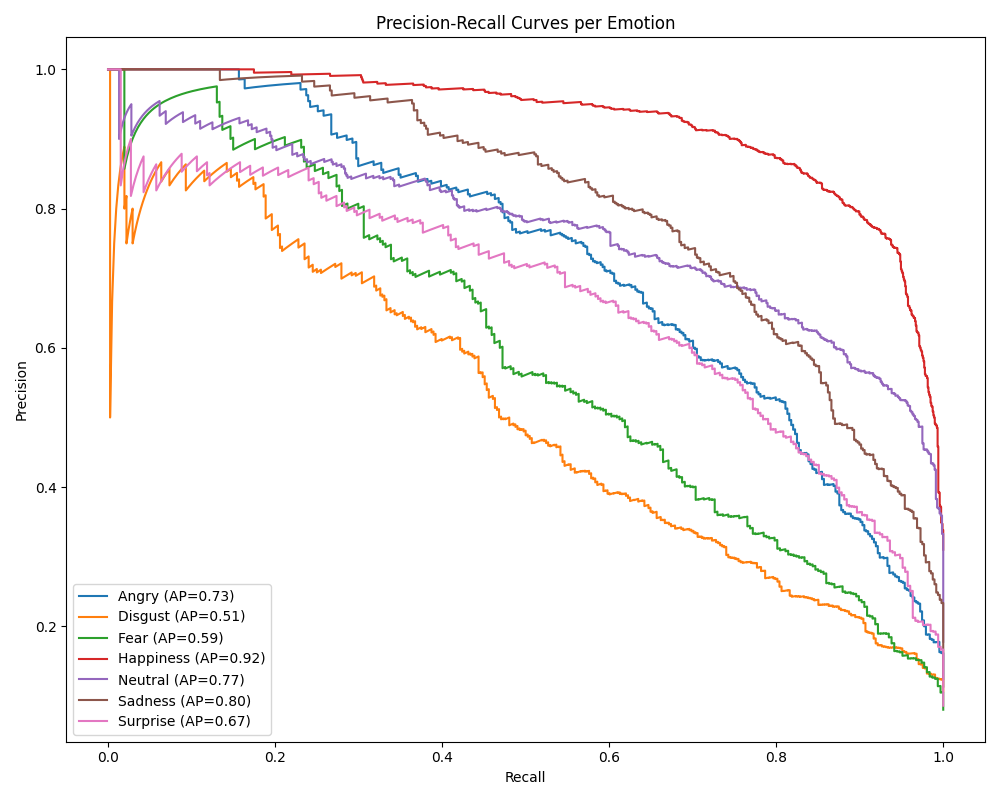 Precision-Recall Curves per Emotion
1.0
0.8
0.6
0.4
0.2
Precision
Angry (AP=0.73)
Disgust (AP=0.51)
Fear (AP=0.59)
Happiness (AP=0.92)
Neutral (AP=0.77)
Sadness (AP=0.80)
Surprise (AP=0.67)
0.0 0.2 0.4 0.6 0.8 1.0
Recall